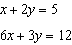 x + 2y = 5
6x + 3y = 12